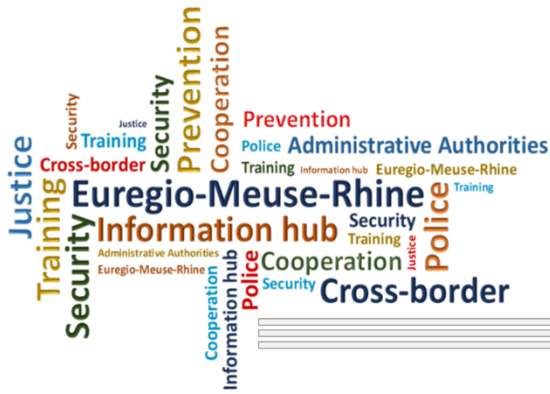 Prevention
Cooperation
Security
Security
Justice
Training
Prevention
Police
Administrative Authorities
Justice
Cross-border
Training
Information hub
Euregio-Meuse-Rhine
Training
Euregio-Meuse-Rhine
Training
Police
Security
Security
Information hub
Training
Justice
Administrative Authorities
Euregio-Meuse-Rhine
Cooperation
Information hub
Police
Cooperation
Security
Cross-border